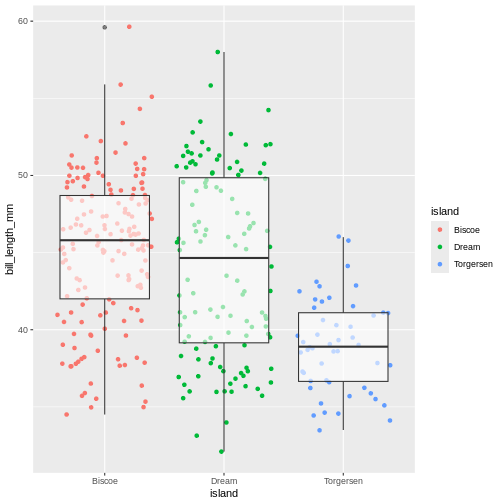 60
50
40
bill_length_mm
Biscoe
Dream
Torgersen
island
island
Biscoe
Dream
Torgersen